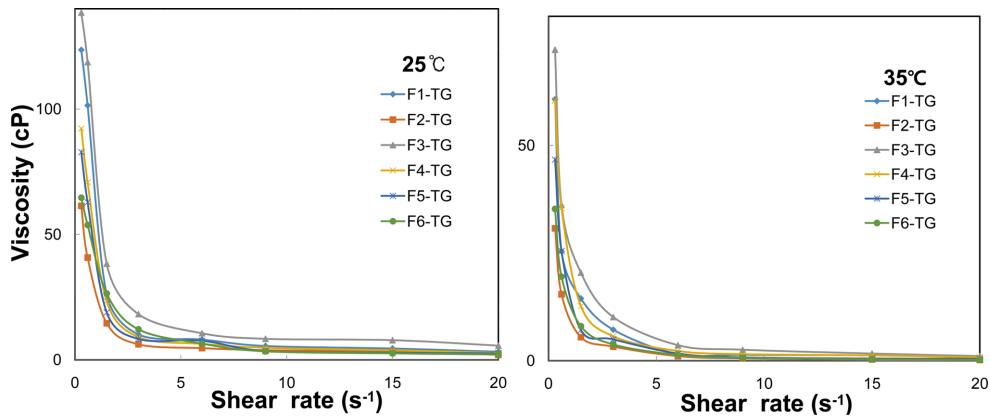 Viscosity (cP)
100
50
0
25℃
F1-TG
F2-TG
F3-TG
F4-TG
F5-TG
F6-TG
0 5 10 15 20
Shear rate (s-1)
50
0
35℃
F1-TG
F2-TG
F3-TG
F4-TG
F5-TG
F6-TG
0 5 10 15 20
Shear rate (s-1)